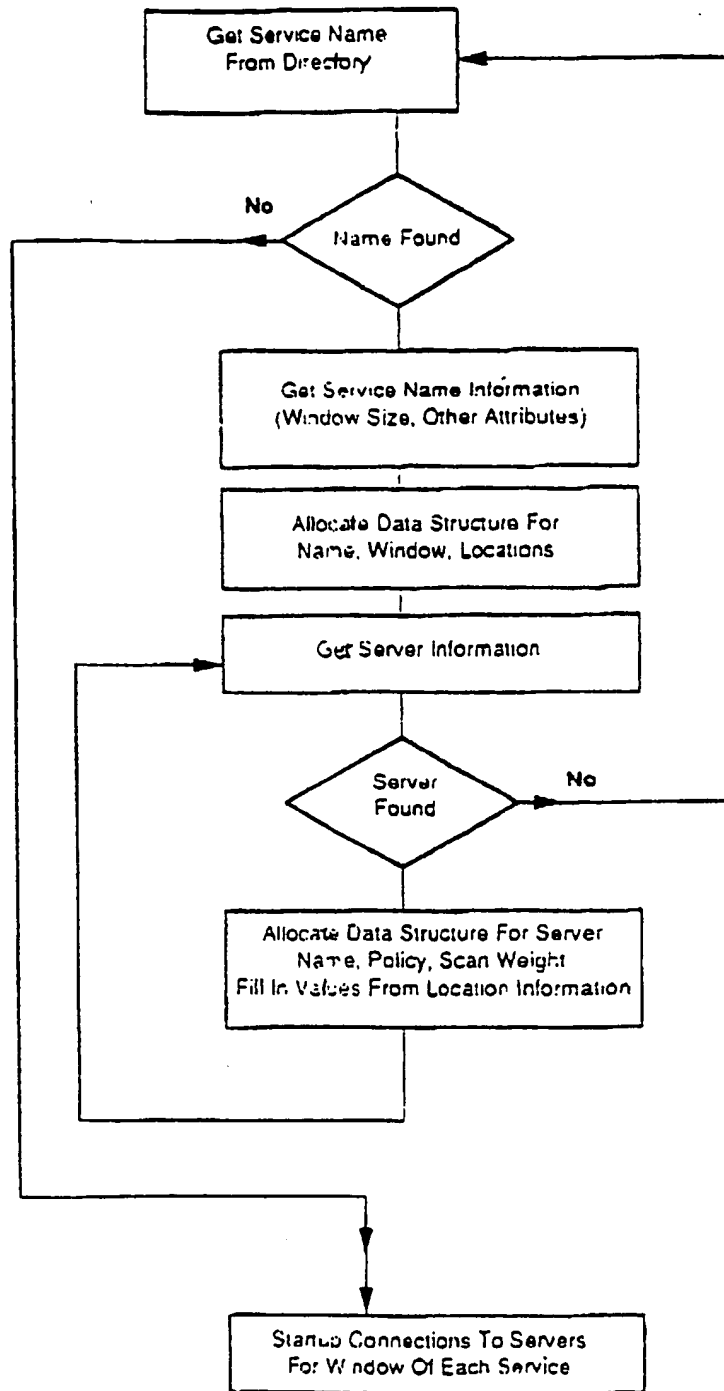 Get Service Name
From Directory
No
Name Found
Get Service Name Information
(Window Size, Other Attributes)
Allocate Data Structure For
Name, Window, Locations
Get Server Information
Server
Found
No
Allocate Data Structure For Server
Name, Policy, Scan Weight
Fill In Values From Location Information
Startup Connections To Servers
For Window Of Each Service